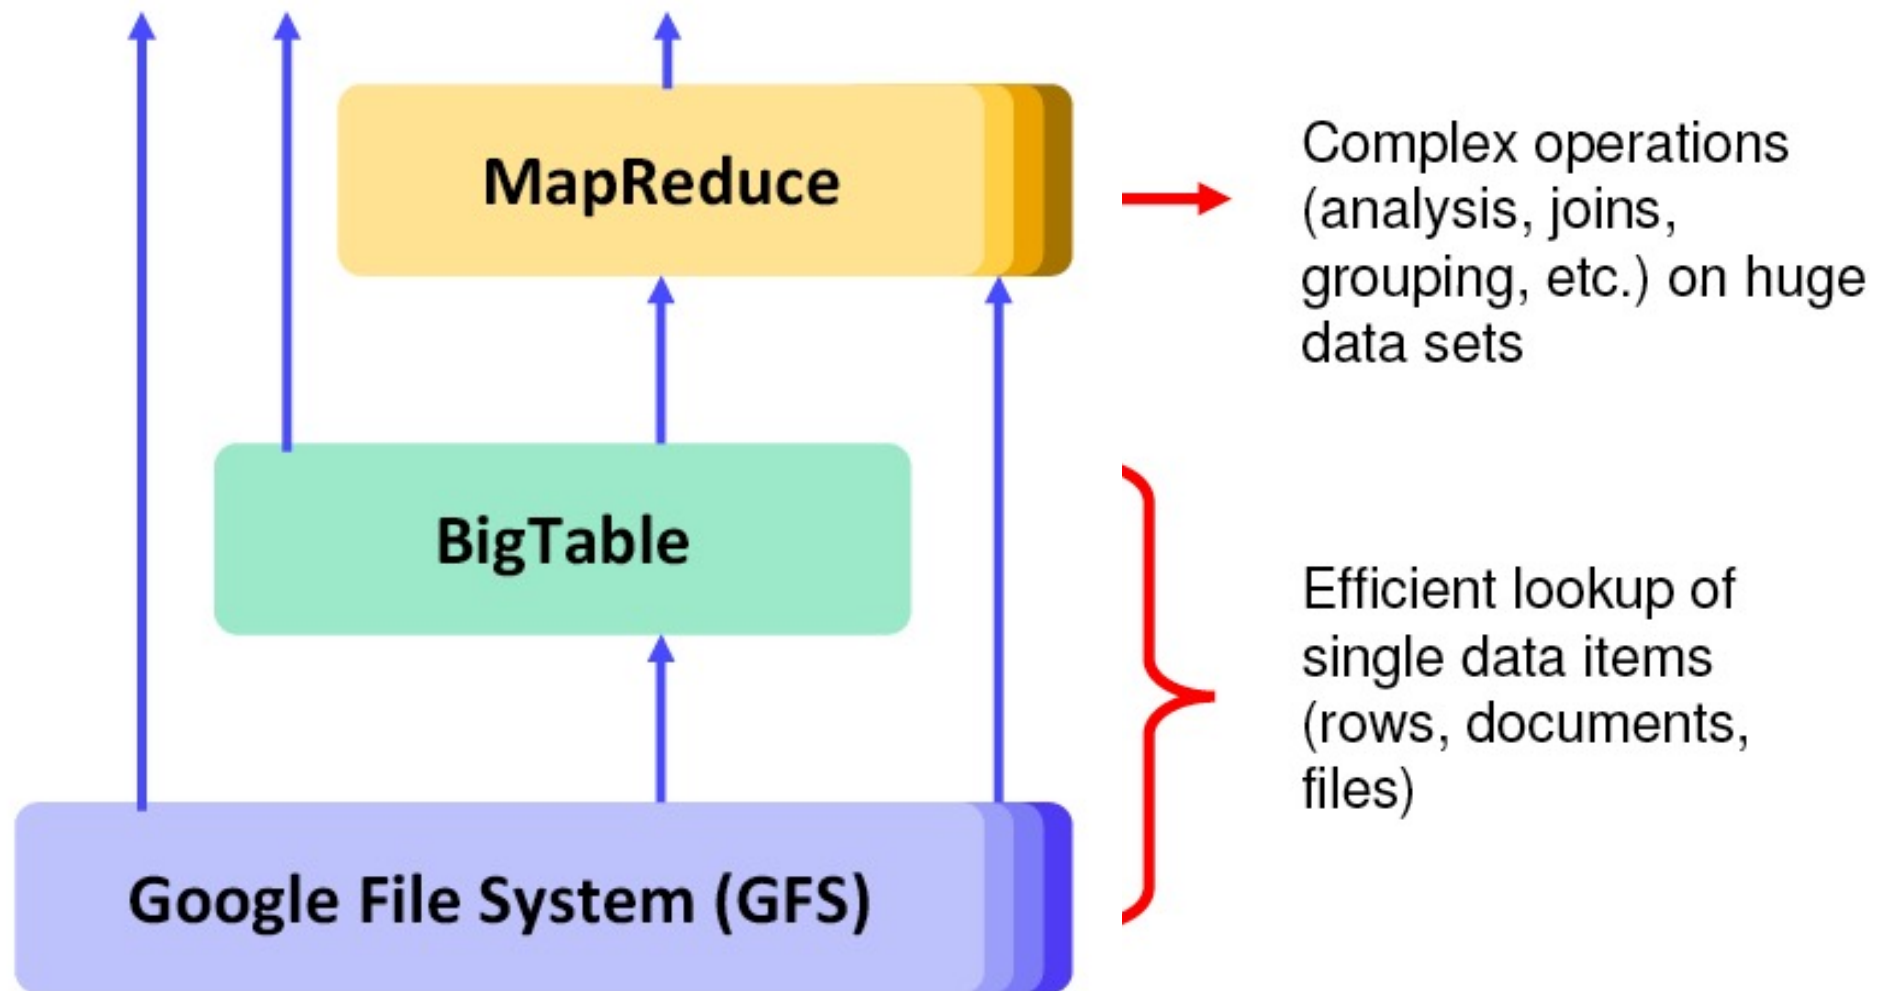 MapReduce
Complex operations
(analysis, joins,
grouping, etc.) on huge
data sets
BigTable
Efficient lookup of
single data items
(rows, documents,
files)
Google File System (GFS)